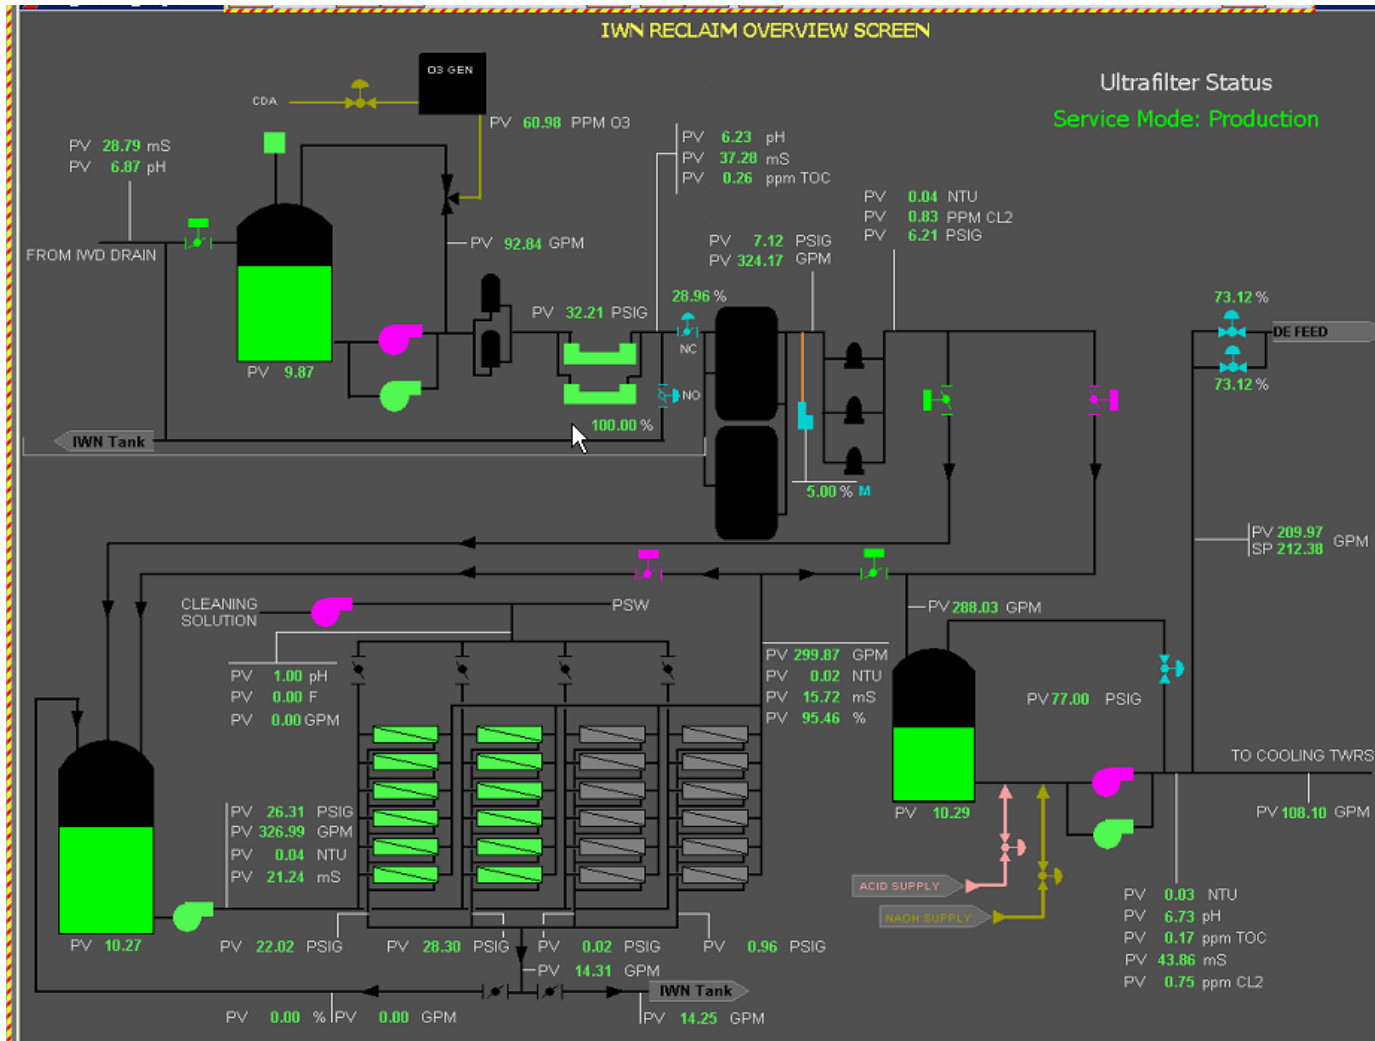 IWN RECLAIM OVERVIEW SCREEN
Ultrafilter Status
Service Mode: Production
O3 GEN
CDA
PV 60.98 PPM O3
PV 28.79 mS
PV 6.87 pH
PV 6.23 pH
PV 37.28 mS
PV 0.26 ppm TOC
PV 0.04 NTU
PV 0.83 PPM CL2
PV 6.21 PSIG
FROM IWD DRAIN
PV 92.84 GPM
PV 7.12 PSIG
PV 324.17 GPM
28.96 %
NC
PV 32.21 PSIG
73.12 %
DE FEED
73.12 %
PV 9.87
NO
100.00 %
IWN Tank
5.00 % M
PV 209.97 GPM
SP 212.38
CLEANING
SOLUTION
PSW
PV 288.03 GPM
PV 1.00 pH
PV 0.00 F
PV 0.00 GPM
PV 299.87 GPM
PV 0.02 NTU
PV 15.72 mS
PV 95.46 %
PV 77.00 PSIG
TO COOLING TWRS
PV 26.31 PSIG
PV 326.99 GPM
PV 0.04 NTU
PV 21.24 mS
PV 10.29
PV 108.10 GPM
ACID SUPPLY
NAOH SUPPLY
PV 0.03 NTU
PV 6.73 pH
PV 0.17 ppm TOC
PV 43.86 mS
PV 0.75 ppm CL2
PV 10.27
PV 22.02 PSIG
PV 28.30 PSIG
PV 0.02 PSIG
PV 0.96 PSIG
PV 14.31 GPM
IWN Tank
PV 0.00 %
PV 0.00 GPM
PV 14.25 GPM